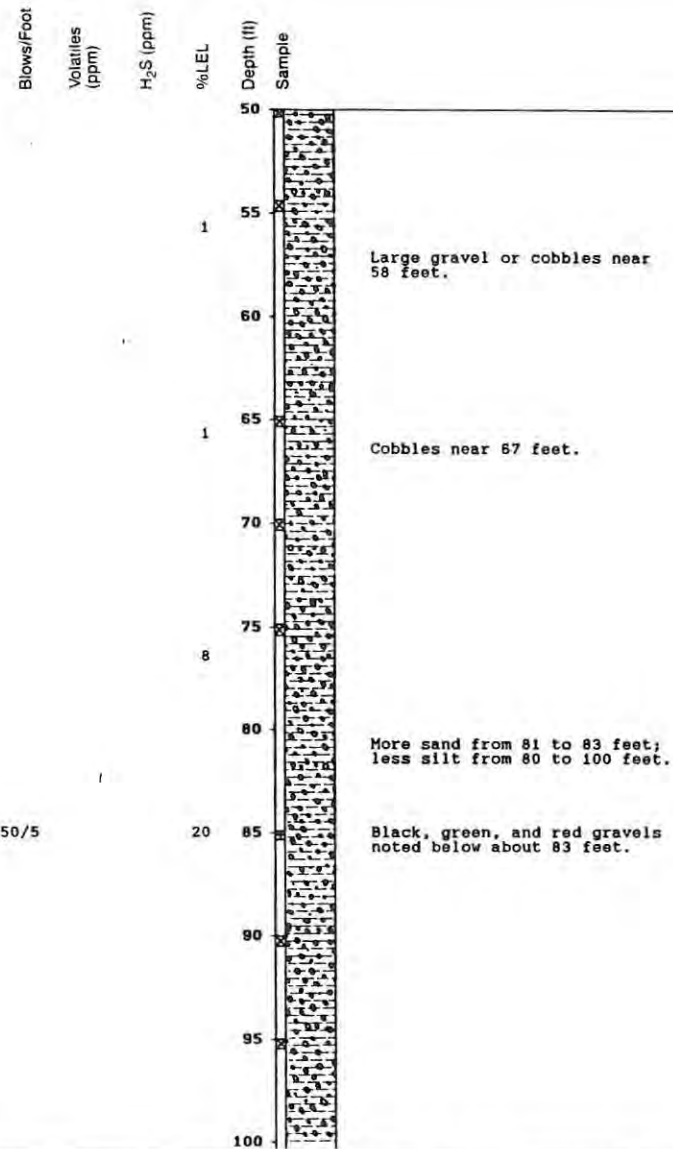 Blows/Foot
Volatiles
(ppm)
H₂S (ppm)
%LEL
Depth (ft)
Sample
50
55
1
Large gravel or cobbles near
58 feet.
60
65
1
Cobbles near 67 feet.
70
75
8
80
More sand from 81 to 83 feet;
less silt from 80 to 100 feet.
50/5
20
85
Black, green, and red gravels
noted below about 83 feet.
90
95
100